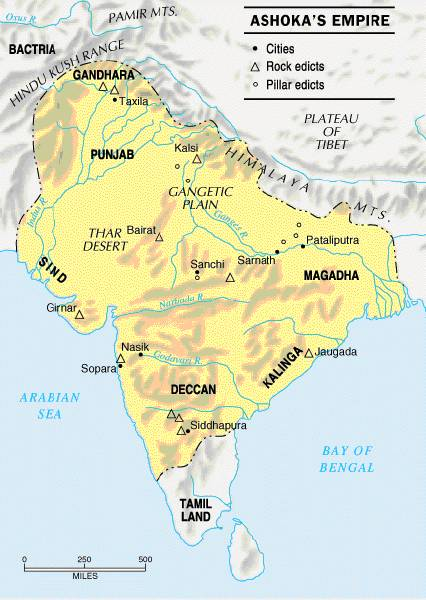 ASHOKA'S EMPIRE
Cities
Rock edicts
Pillar edicts
Oxus R.
PAMIR MTS.
BACTRIA
HINDU KUSH RANGE
GANDHARA
Taxila
PLATEAU
OF
TIBET
PUNJAB
Kalsi
HIMALAYA MTS.
GANGETIC
PLAIN
Indus R.
Ganges R.
THAR
DESERT
Bairat
Pataliputra
Sanchi
Sarnath
SIND
MAGADHA
Narbada R.
Girnar
Nasik
Sopara
Godavari R.
KALINGA
Jaugada
DECCAN
ARABIAN
SEA
Siddhapura
BAY OF
BENGAL
TAMIL
LAND
0 250 500
MILES